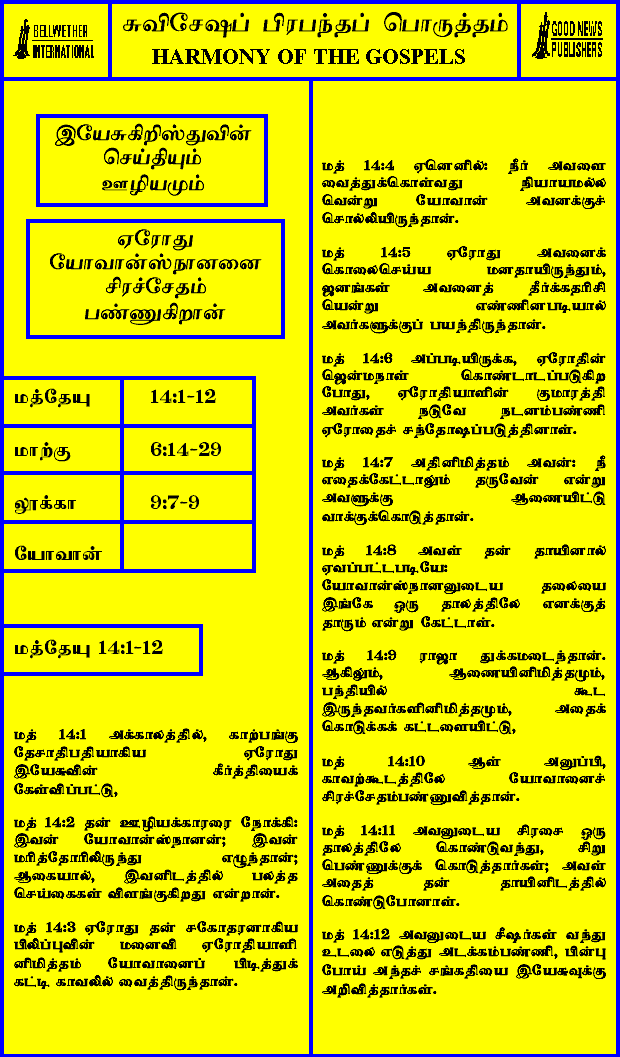 BELLWETHER
INTERNATIONAL
சுவிசேஷப் பிரபந்தப் பொருத்தம்
HARMONY OF THE GOSPELS
GOOD NEWS
PUBLISHERS
இயேசுகிறிஸ்துவின்
செய்தியும்
ஊழியமும்
ஏரோது
யோவான்ஸ்நானனை
சிரச்சேதம்
பண்ணுகிறான்
மத்தேயு 14:1-12
மாற்கு 6:14-29
லூக்கா 9:7-9
யோவான்
மத்தேயு 14:1-12
மத் 14:1 அக்காலத்தில், காற்பங்கு
தேசாதிபதியாகிய ஏரோது
இயேசுவின் கீர்த்தியைக்
கேள்விப்பட்டு,
மத் 14:2 தன் ஊழியக்காரரை நோக்கி:
இவன் யோவான்ஸ்நானன்; இவன்
மரித்தோரிலிருந்து எழுந்தான்;
ஆகையால், இவனிடத்தில் பலத்த
செய்கைகள் விளங்குகிறது என்றான்.
மத் 14:3 ஏரோது தன் சகோதரனாகிய
பிலிப்புவின் மனைவி ஏரோதியாளி
னிமித்தம் யோவானைப் பிடித்துக்
கட்டி காவலில் வைத்திருந்தான்.
மத் 14:4 ஏனெனில்: நீர் அவளை
வைத்துக்கொள்வது நியாயமல்ல
வென்று யோவான் அவனக்குச்
சொல்லியிருந்தான்.
மத் 14:5 ஏரோது அவனைக்
கொலைசெய்ய மனதாயிருந்தும்,
ஜனங்கள் அவனைத் தீர்க்கதரிசி
யென்று எண்ணினபடியால்
அவர்களுக்குப் பயந்திருந்தான்.
மத் 14:6 அப்படியிருக்க, ஏரோதின்
ஜென்மநாள் கொண்டாடப்படுகிற
போது, ஏரோதியாளின் குமாரத்தி
அவர்கள் நடுவே நடனம்பண்ணி
ஏரோதைச் சந்தோஷப்படுத்தினாள்.
மத் 14:7 அதினிமித்தம் அவன்: நீ
எதைக்கேட்டாலும் தருவேன் என்று
அவளுக்கு ஆணையிட்டு
வாக்குக்கொடுத்தான்.
மத் 14:8 அவள் தன் தாயினால்
ஏவப்பட்டபடியே:
யோவான்ஸ்நானனுடைய தலையை
இங்கே ஒரு தாலத்திலே எனக்குத்
தாரும் என்று கேட்டாள்.
மத் 14:9 ராஜா துக்கமடைந்தான்.
ஆகிலும், ஆணையினிமித்தமும்,
பந்தியில் கூட
இருந்தவர்களினிமித்தமும், அதைக்
கொடுக்கக் கட்டளையிட்டு,
மத் 14:10 ஆள் அனுப்பி,
காவற்கூடத்திலே யோவானைச்
சிரச்சேதம்பண்ணுவித்தான்.
மத் 14:11 அவனுடைய சிரசை ஒரு
தாலத்திலே கொண்டுவந்து, சிறு
பெண்ணுக்குக் கொடுத்தார்கள்; அவள்
அதைத் தன் தாயினிடத்தில்
கொண்டுபோனாள்.
மத் 14:12 அவனுடைய சீஷர்கள் வந்து
உடலை எடுத்து அடக்கம்பண்ணி, பின்பு
போய் அந்தச் சங்கதியை இயேசுவுக்கு
அறிவித்தார்கள்.